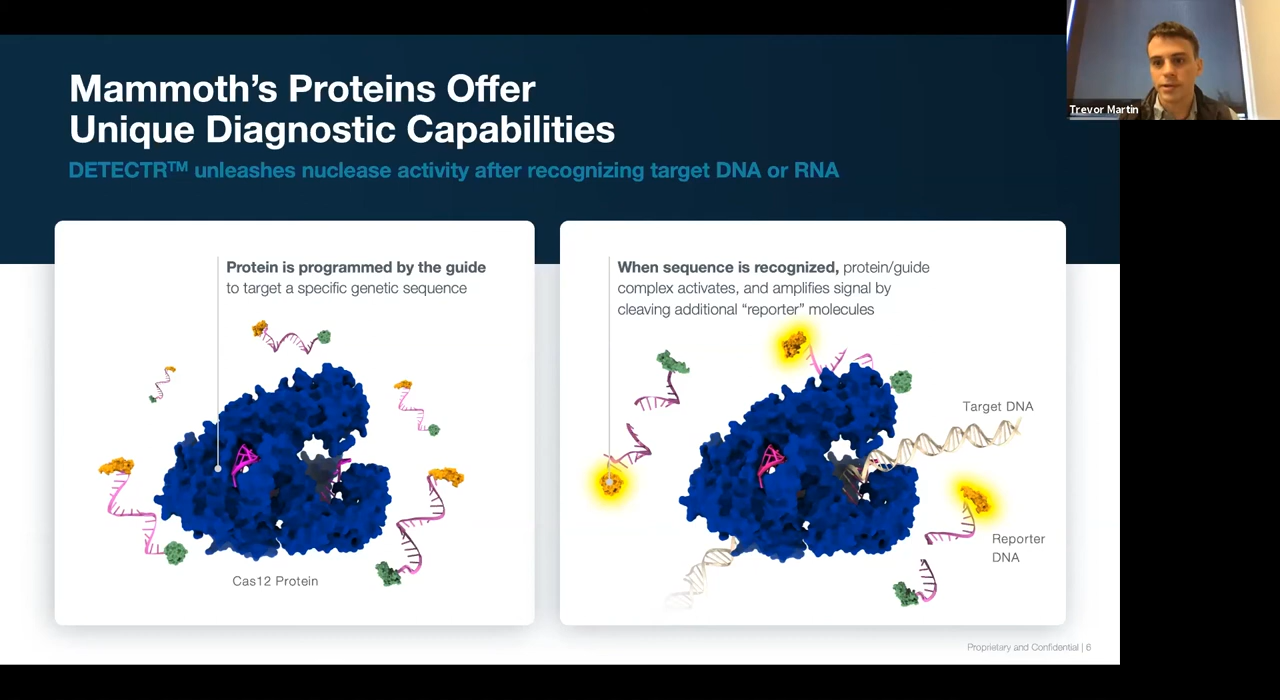 Mammoth's Proteins Offer
Unique Diagnostic Capabilities
DETECTR™ unleashes nuclease activity after recognizing target DNA or RNA
Trevor Martin
Protein is programmed by the guide
to target a specific genetic sequence
Cas12 Protein
When sequence is recognized, protein/guide
complex activates, and amplifies signal by
cleaving additional “reporter” molecules
Target DNA
Reporter
DNA
Proprietary and Confidential | 6